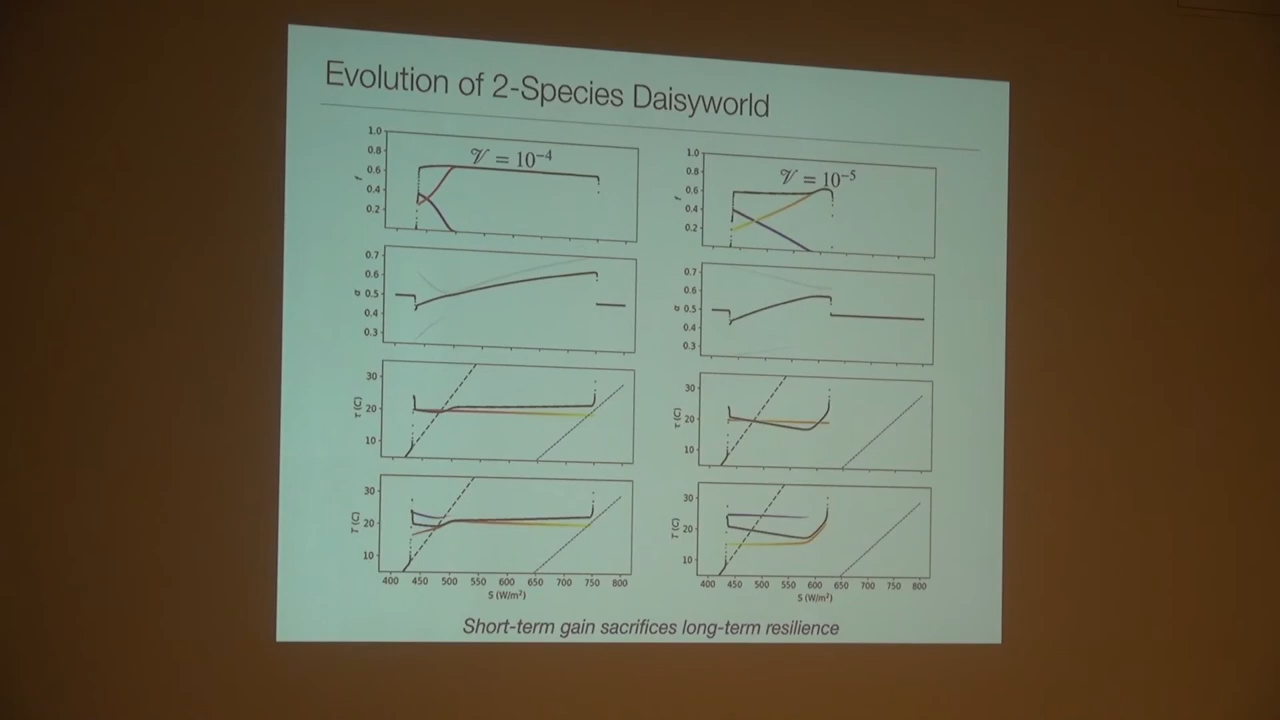 Evolution of 2-Species Daisyworld
𝒱 = 10⁻⁴
f
1.0
0.8
0.6
0.4
0.2
α
0.7
0.6
0.5
0.4
0.3
τ (C)
30
20
10
T (C)
30
20
10
400 450 500 550 600 650 700 750 800
S (W/m²)
𝒱 = 10⁻⁵
f
1.0
0.8
0.6
0.4
0.2
α
0.7
0.6
0.5
0.4
0.3
τ (C)
30
20
10
T (C)
30
20
10
400 450 500 550 600 650 700 750 800
S (W/m²)
Short-term gain sacrifices long-term resilience